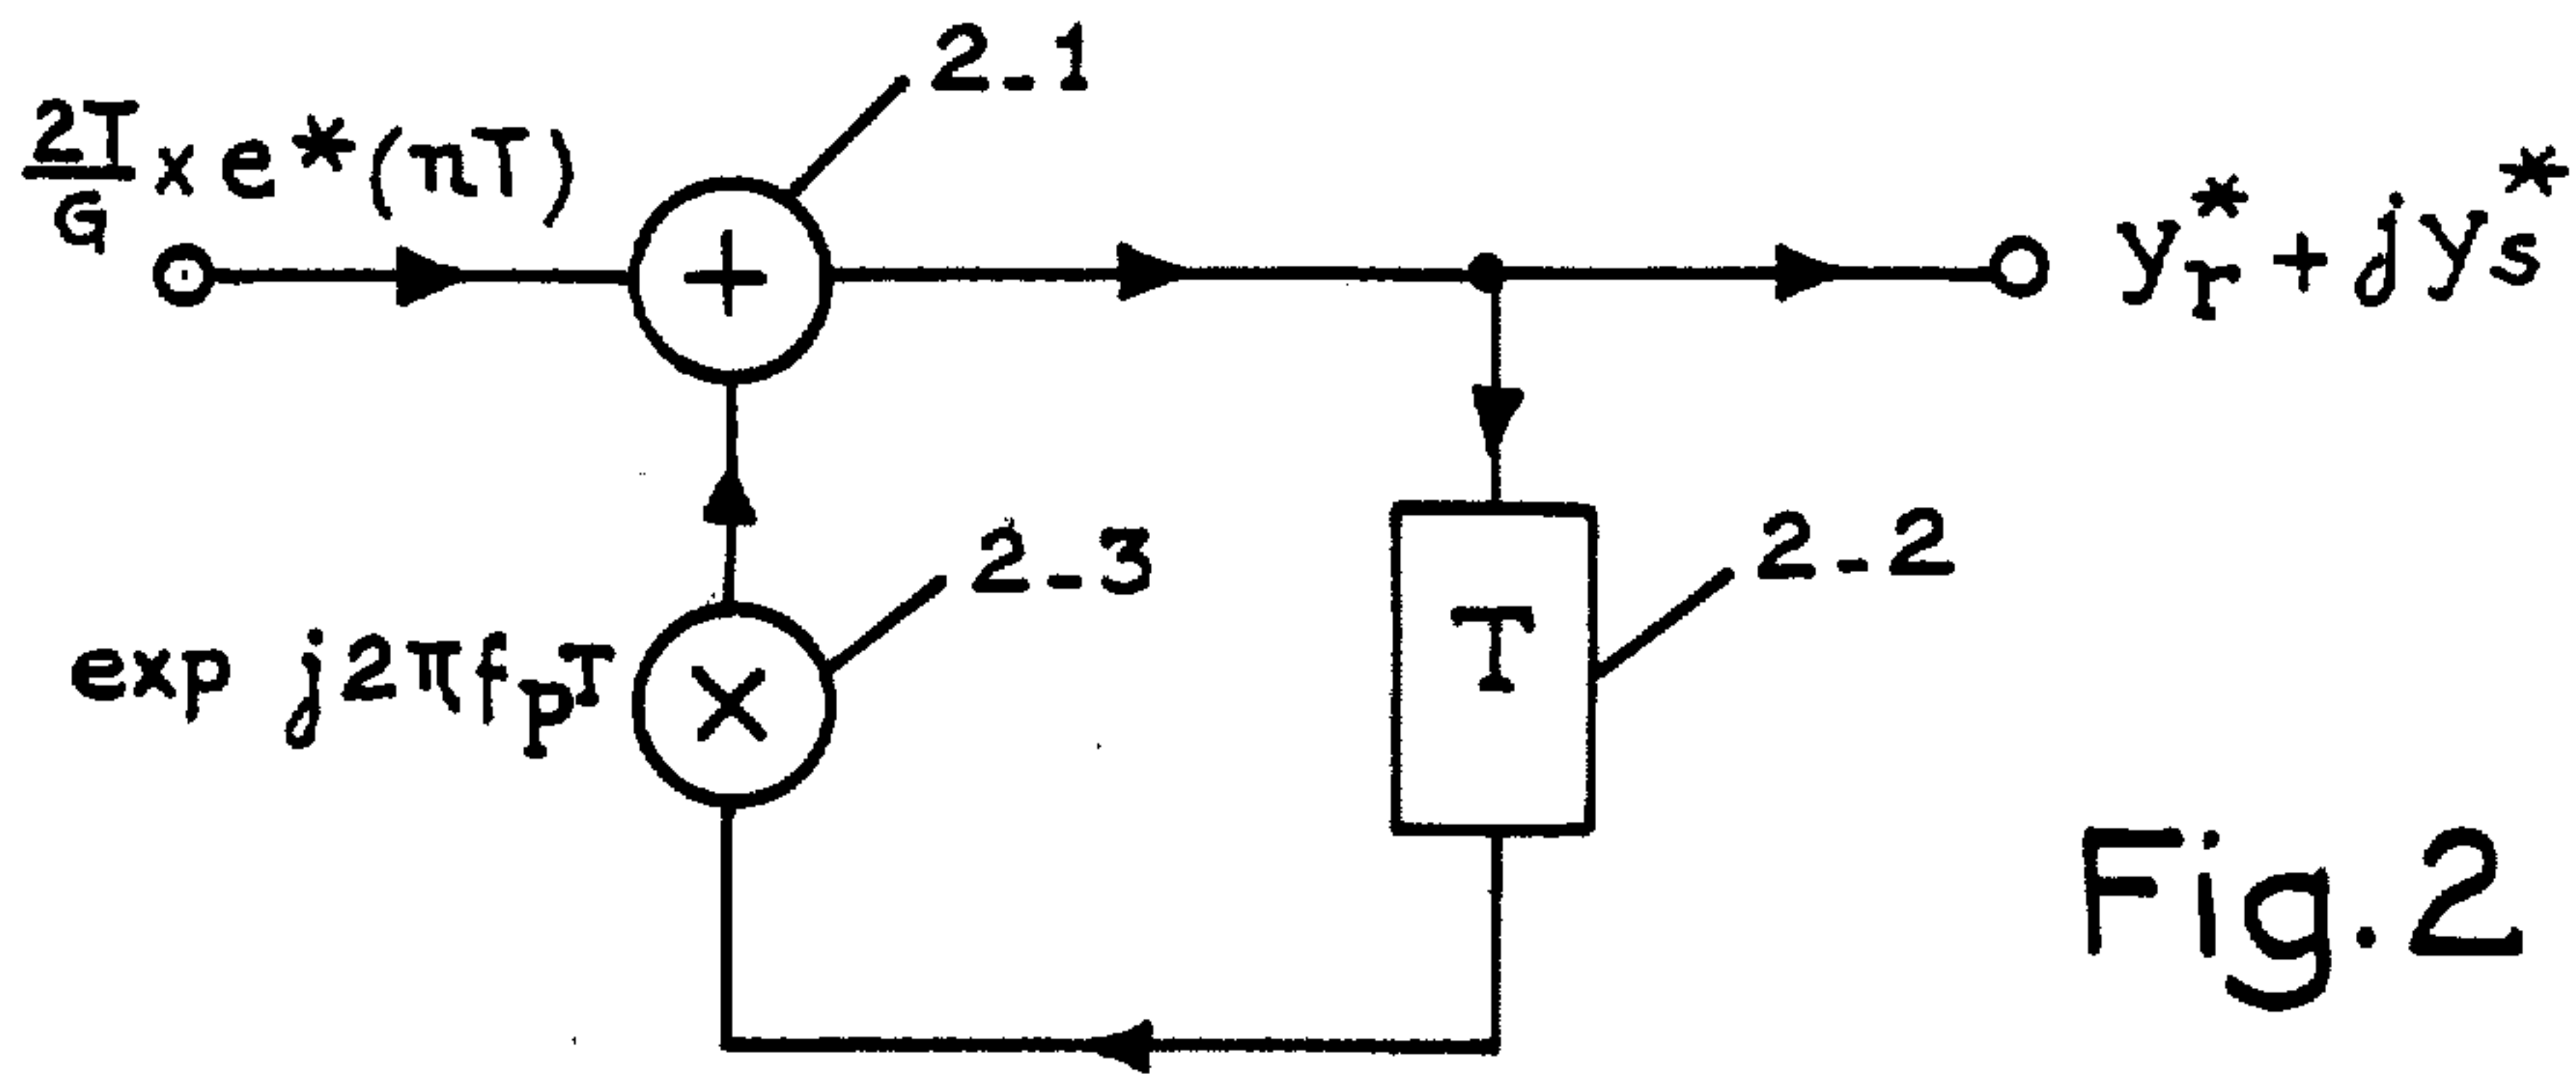 2-1
2T/G x e*(nT)
+
y*r + jy*s
2-3
2-2
exp j2πfpT
×
T
Fig.2